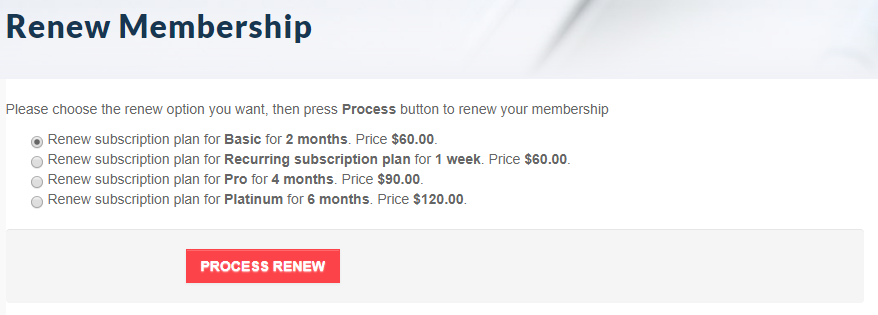 Renew Membership
Please choose the renew option you want, then press Process button to renew your membership
Renew subscription plan for Basic for 2 months. Price $60.00.
Renew subscription plan for Recurring subscription plan for 1 week. Price $60.00.
Renew subscription plan for Pro for 4 months. Price $90.00.
Renew subscription plan for Platinum for 6 months. Price $120.00.
PROCESS RENEW